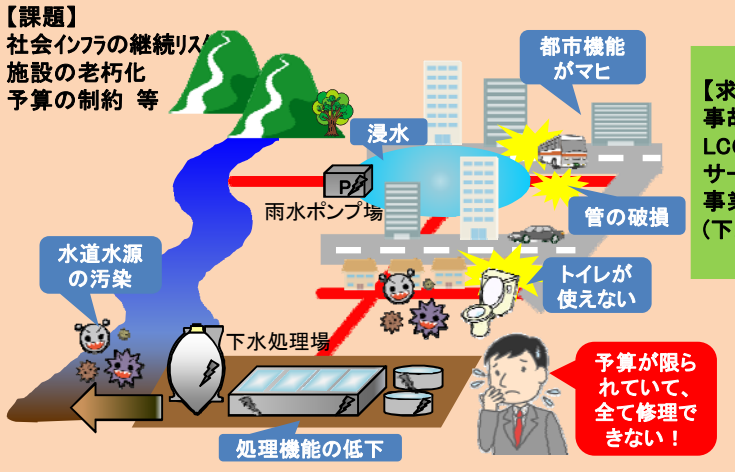 【課題】
社会インフラの継続リス
施設の老朽化
予算の制約 等
都市機能
がマヒ
浸水
P
雨水ポンプ場
管の破損
水道水源
の汚染
トイレが
使えない
下水処理場
予算が限ら
れていて、
全て修理で
きない！
処理機能の低下
【求
事故
LCC
サー
事業
（下